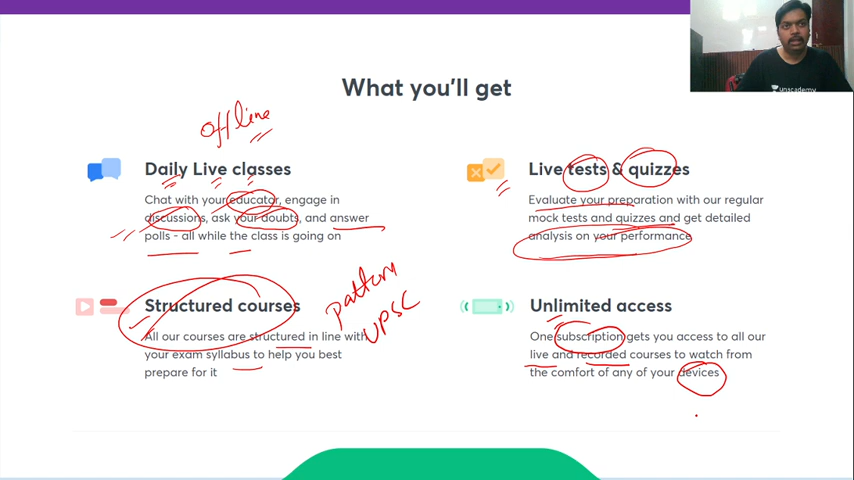 What you'll get
offline
Daily Live classes
Chat with your educator, engage in
discussions, ask your doubts, and answer
polls - all while the class is going on
Live tests & quizzes
Evaluate your preparation with our regular
mock tests and quizzes and get detailed
analysis on your performance
Structured courses
All our courses are structured in line with
your exam syllabus to help you best
prepare for it
pattern
UPSC
Unlimited access
One subscription gets you access to all our
live and recorded courses to watch from
the comfort of any of your devices
unacademy